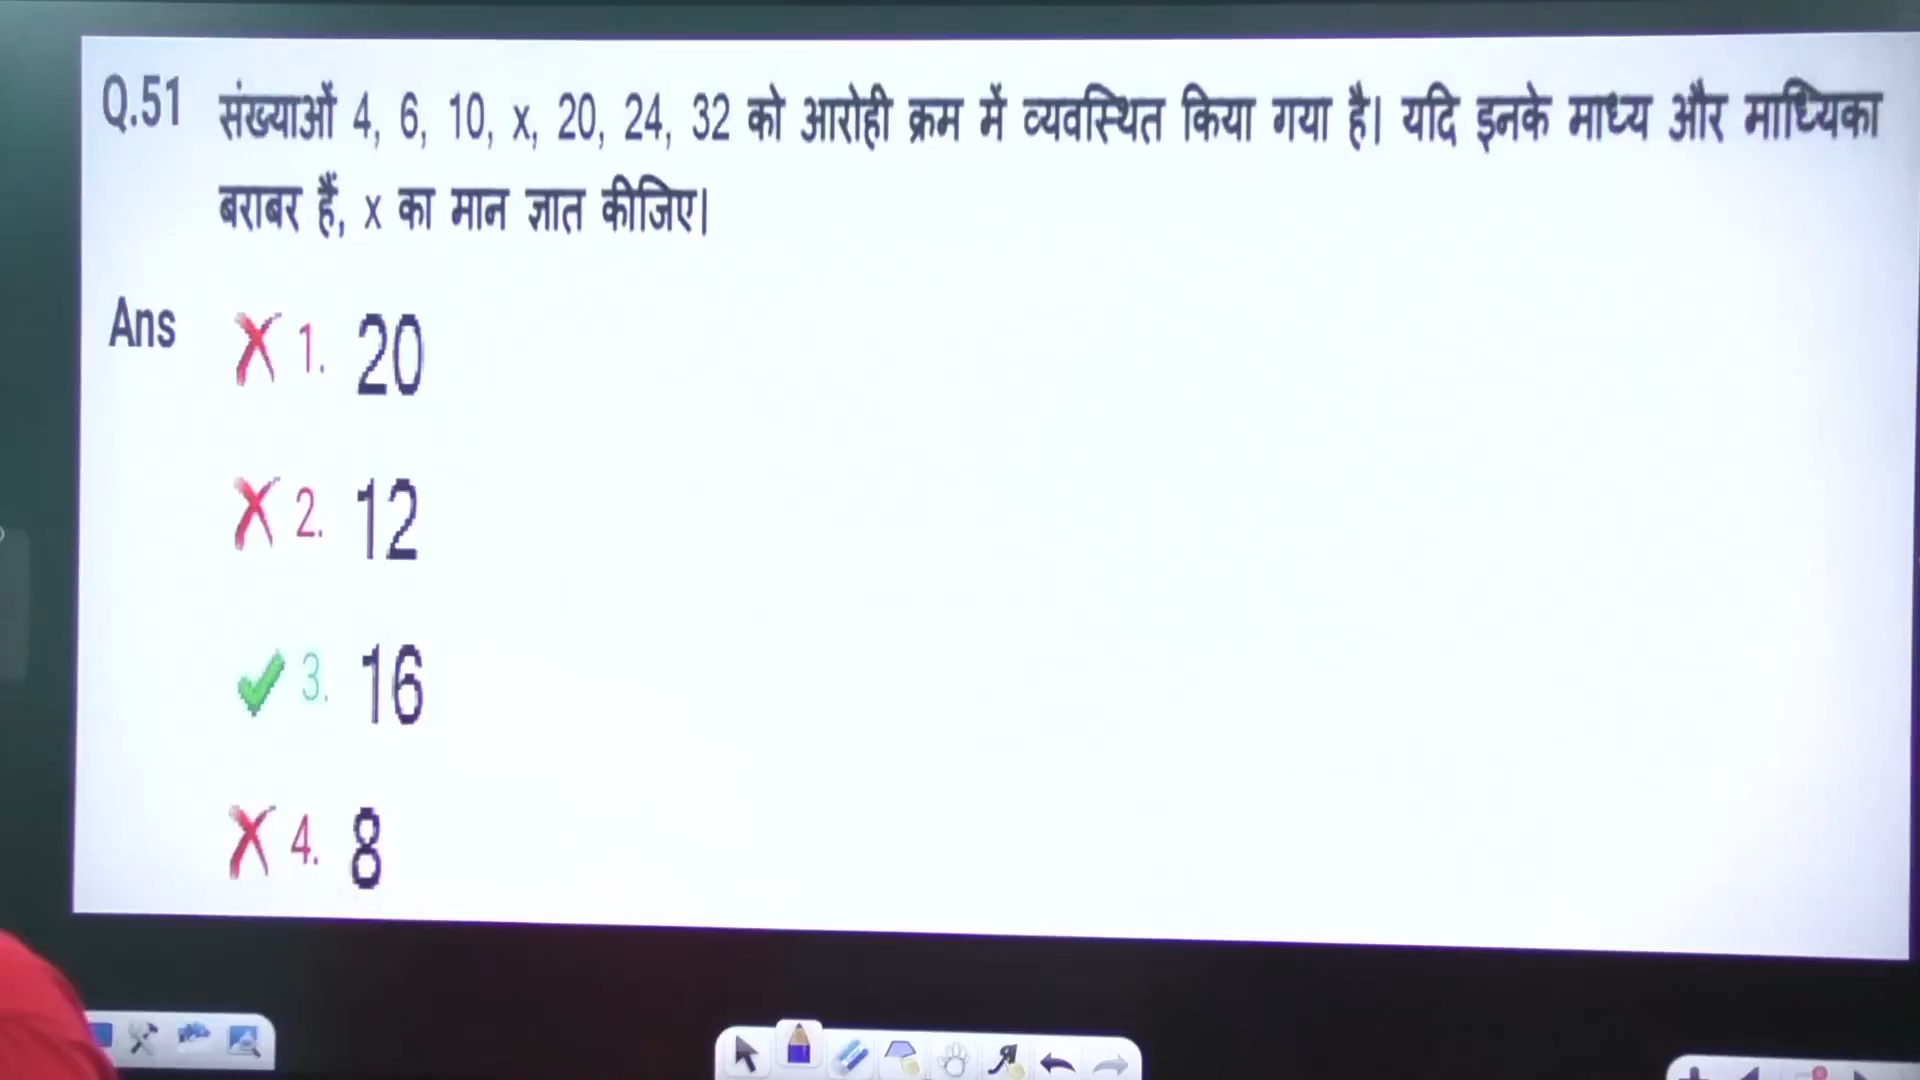 Q.51 संख्याओं 4, 6, 10, x, 20, 24, 32 को आरोही क्रम में व्यवस्थित किया गया है। यदि इनके माध्य और माध्यिका
बराबर हैं, x का मान ज्ञात कीजिए।
Ans 1. 20
2. 12
3. 16
4. 8